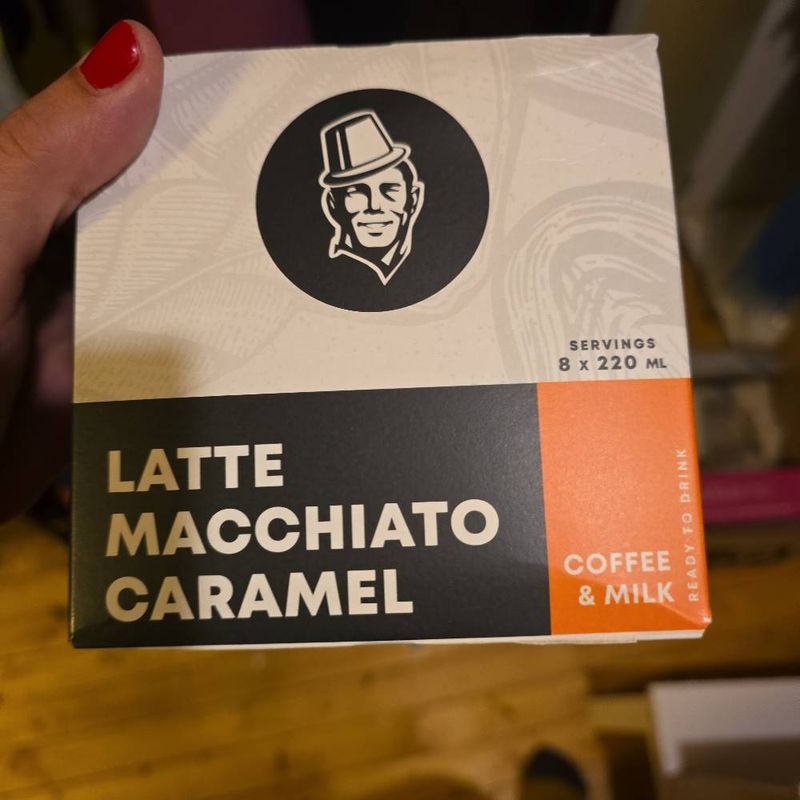 SERVINGS
8 x 220 ML
LATTE
MACCHIATO
CARAMEL
COFFEE
& MILK
READY TO DRINK